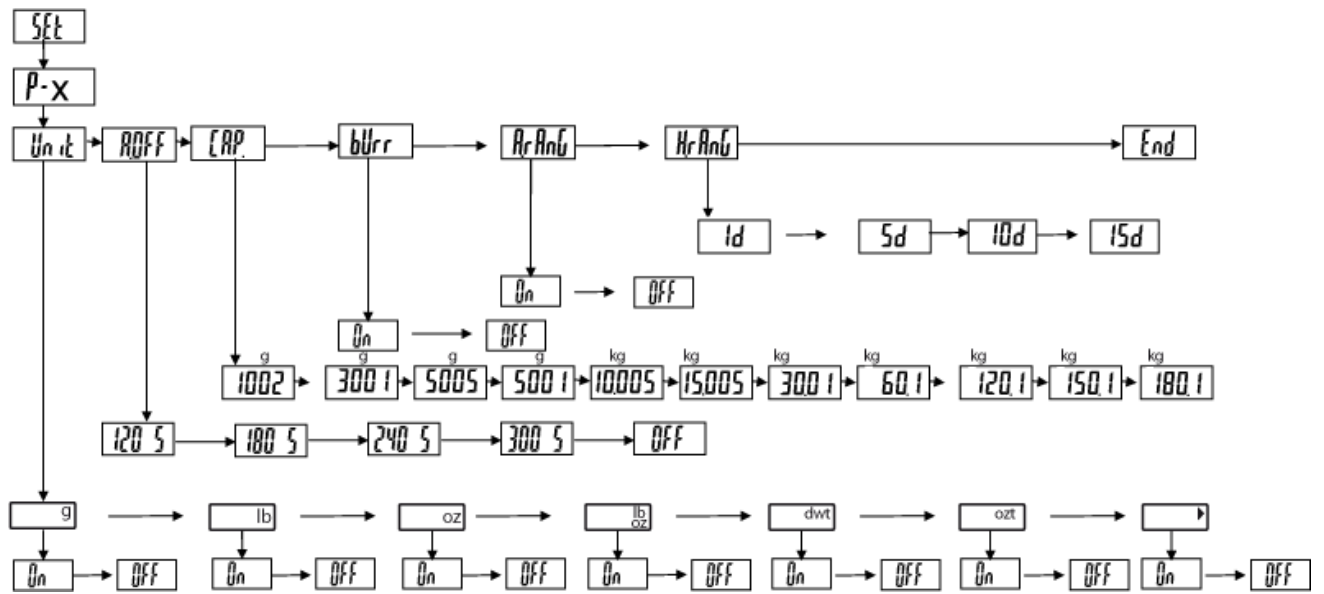 SEt
P-x
Unit A.OFF CAP. bUrr A.rAnG H.rAnG End
1d 5d 10d 15d
On OFF
On OFF
g g g g kg kg kg kg kg kg kg
1002 3001 5005 5001 10.005 15.005 30.01 60.1 120.1 150.1 180.1
120 S 180 S 240 S 300 S OFF
g lb oz lb oz dwt ozt
On OFF On OFF On OFF On OFF On OFF On OFF On OFF